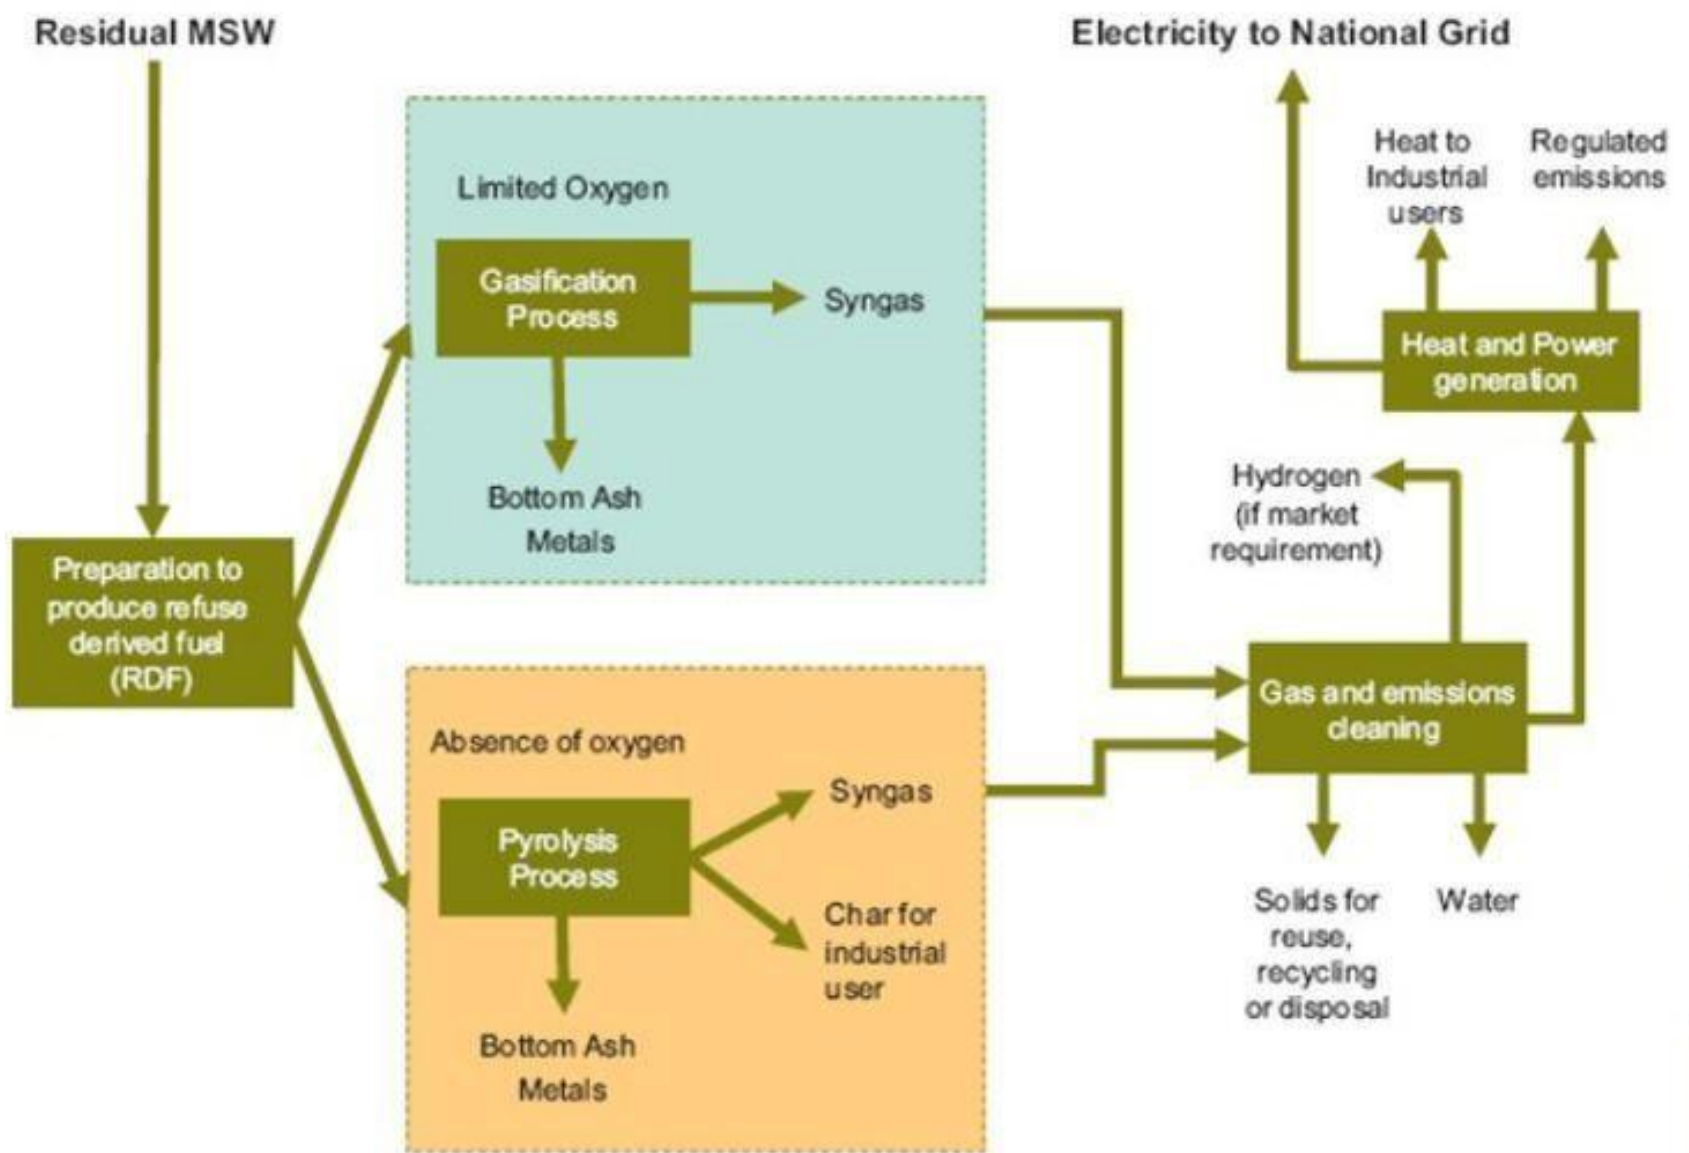 Residual MSW
Electricity to National Grid
Heat to
Industrial
users
Regulated
emissions
Limited Oxygen
Gasification
Process
Syngas
Bottom Ash
Metals
Heat and Power
generation
Hydrogen
(if market
requirement)
Preparation to
produce refuse
derived fuel
(RDF)
Gas and emissions
cleaning
Absence of oxygen
Pyrolysis
Process
Syngas
Char for
industrial
user
Bottom Ash
Metals
Solids for
reuse,
recycling
or disposal
Water